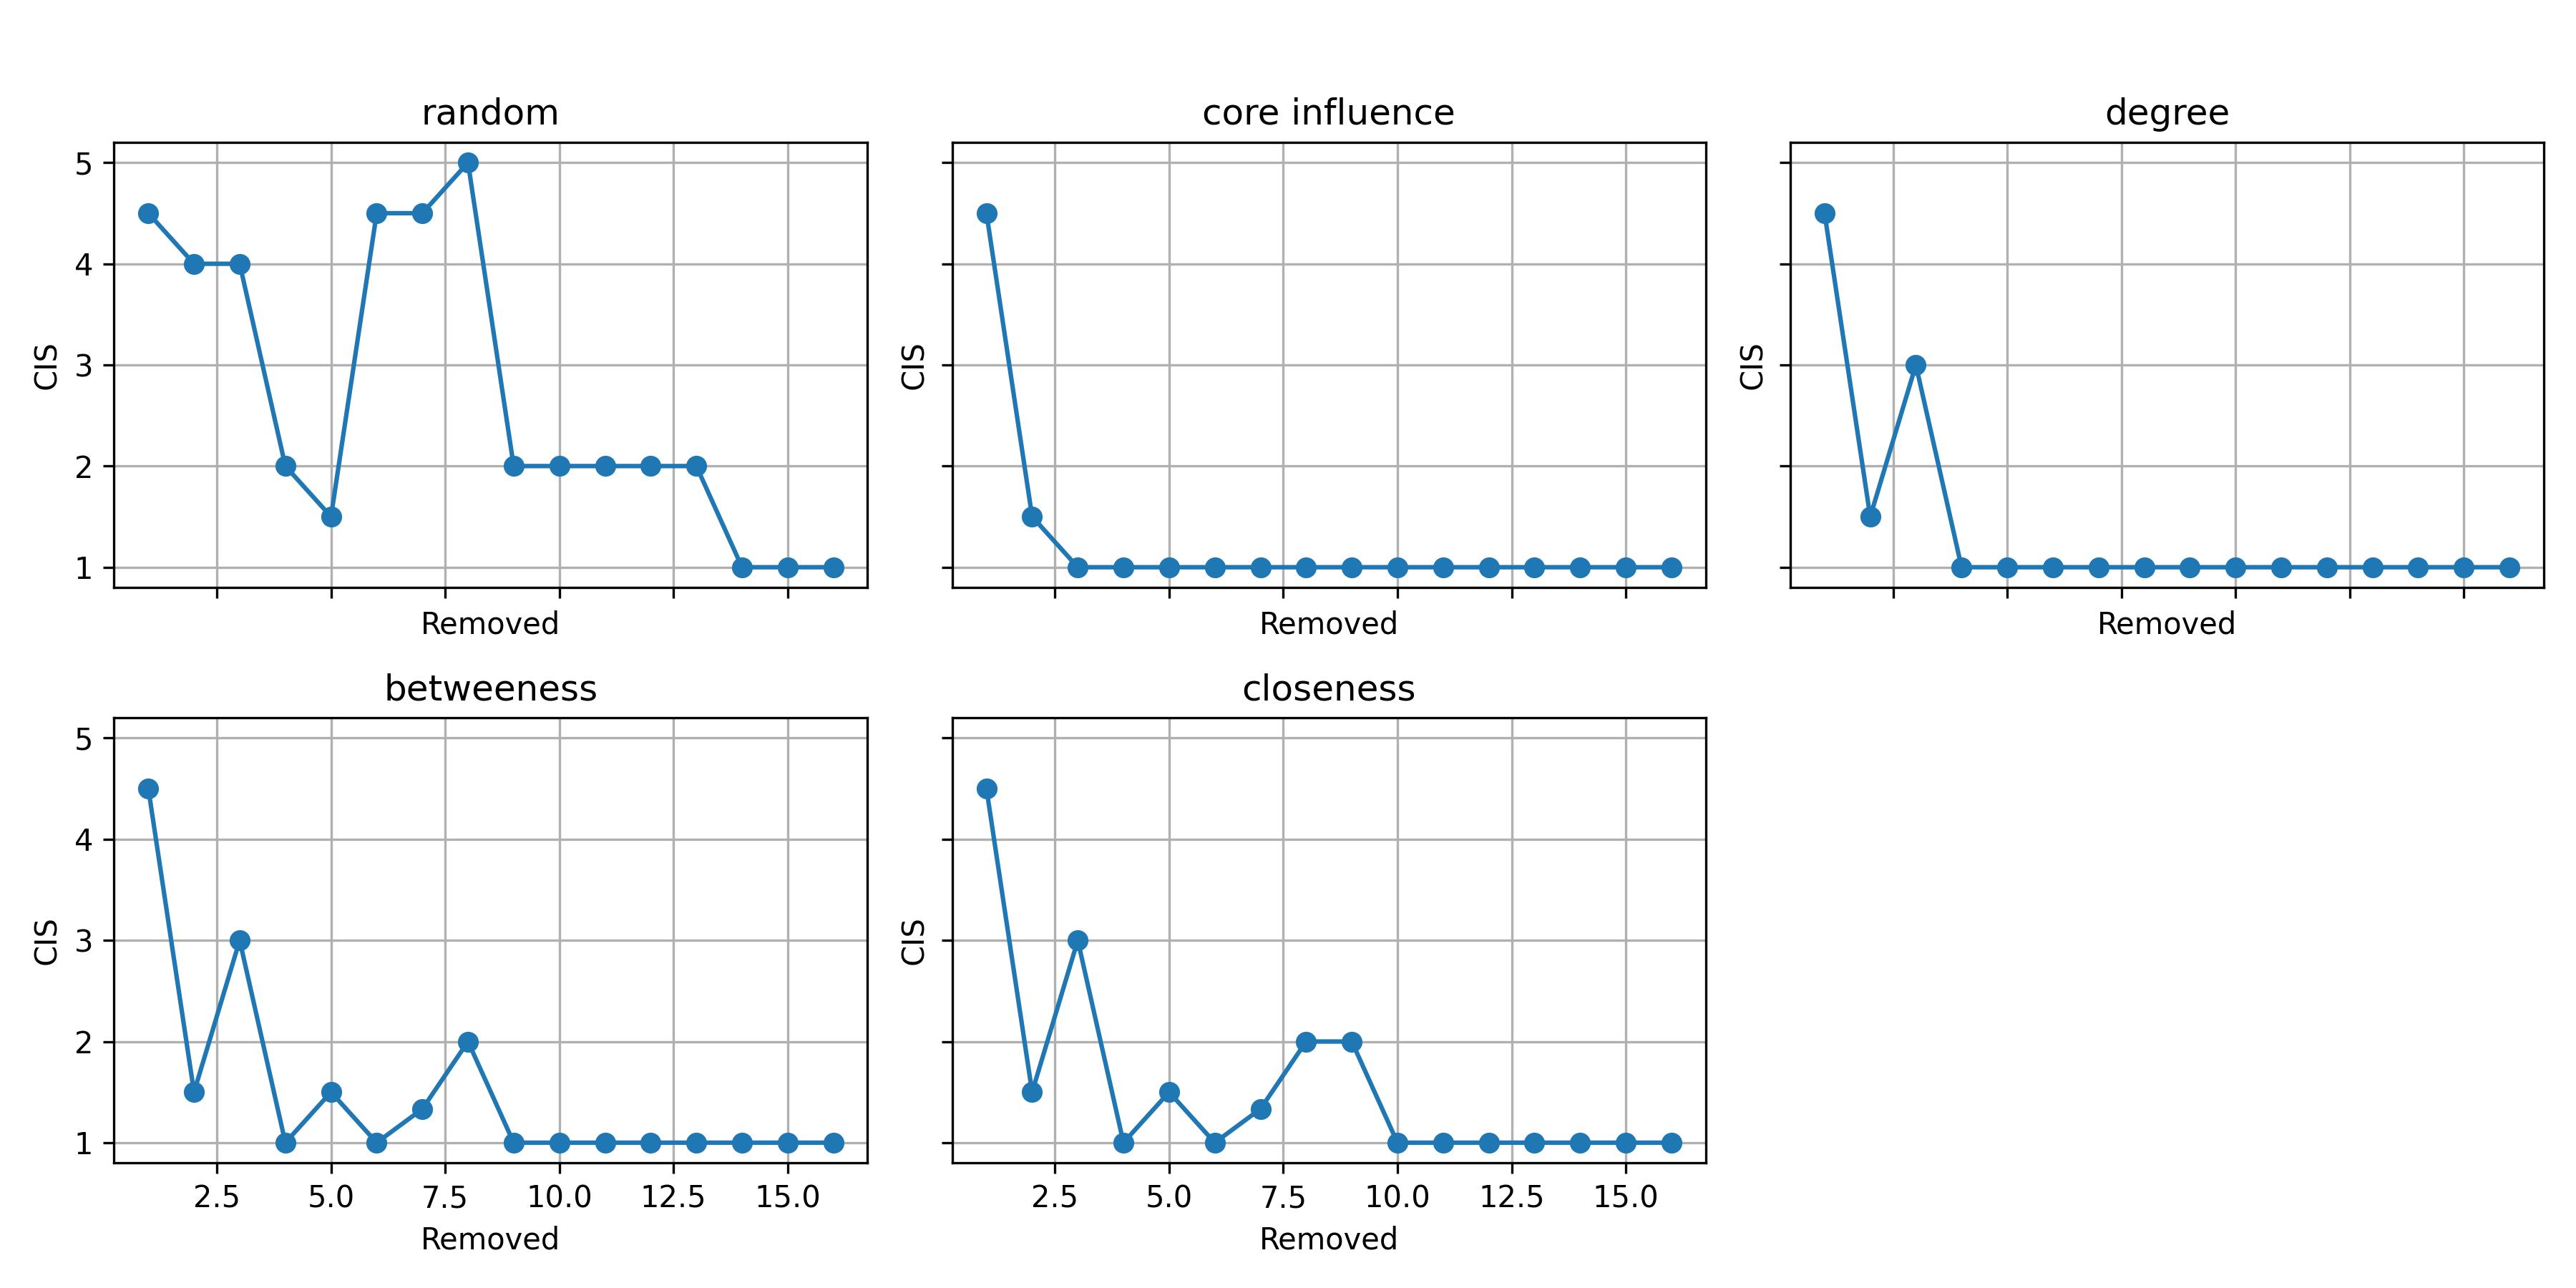 random
core influence
degree
5
4
3
2
1
CIS
CIS
CIS
Removed
Removed
Removed
betweeness
closeness
5
4
3
2
1
CIS
CIS
2.5 5.0 7.5 10.0 12.5 15.0
2.5 5.0 7.5 10.0 12.5 15.0
Removed
Removed